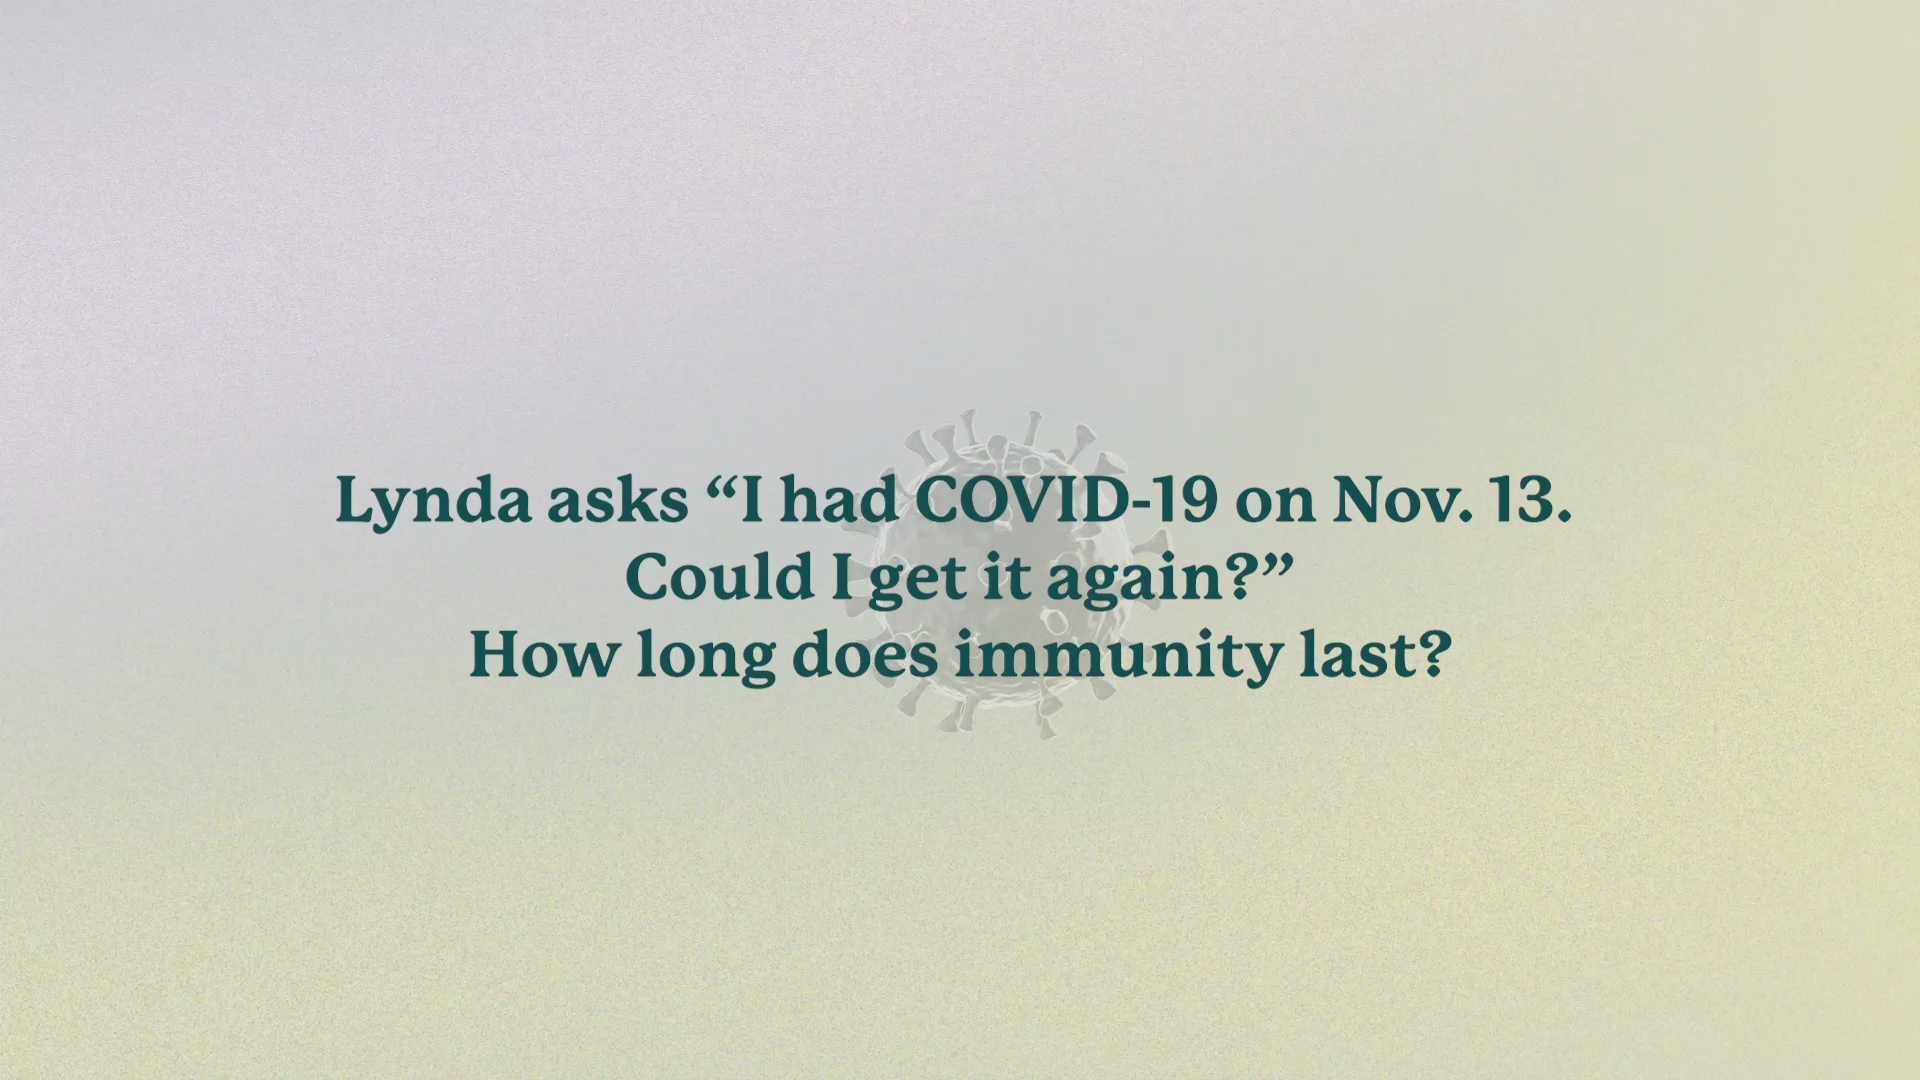 Lynda asks “I had COVID-19 on Nov. 13.
Could I get it again?”
How long does immunity last?